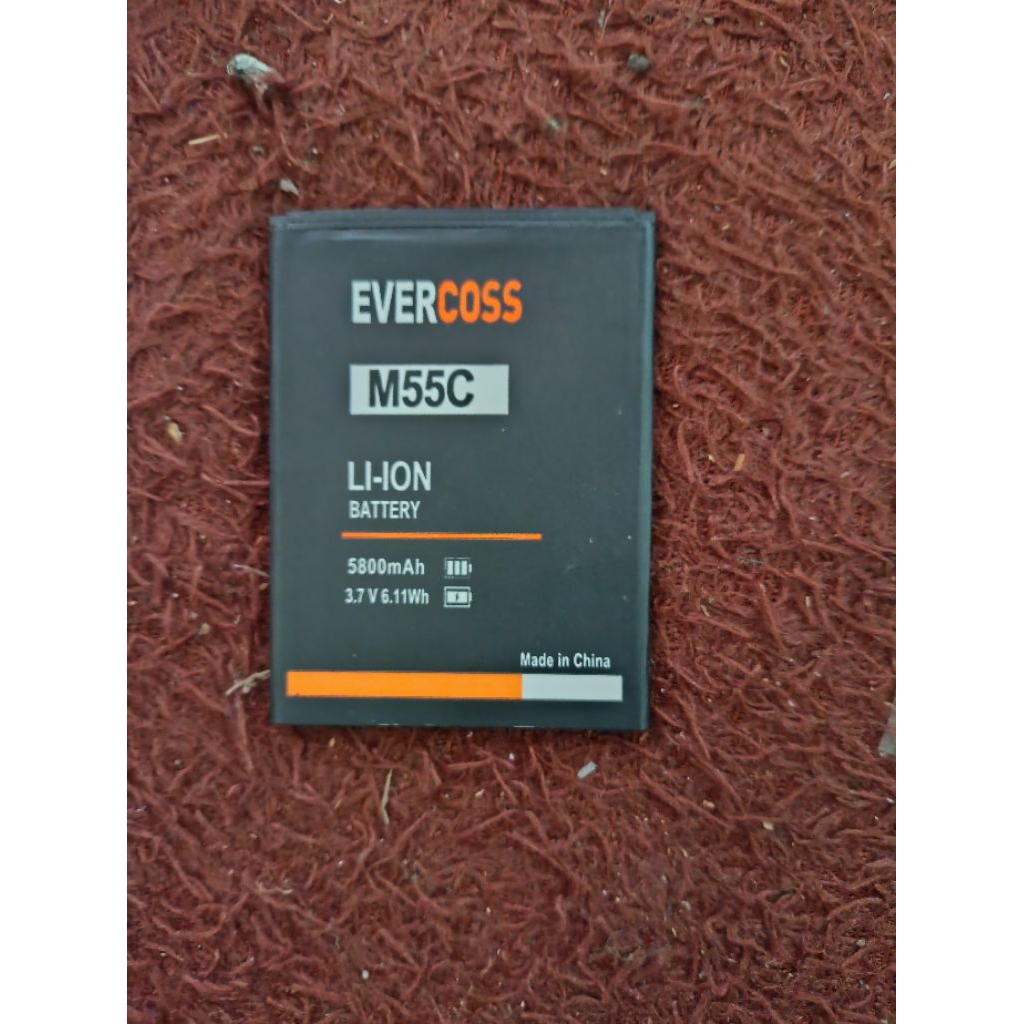 EVERCOSS
M55C
LI-ION
BATTERY
5800mAh
3.7 V 6.11Wh
Made in China